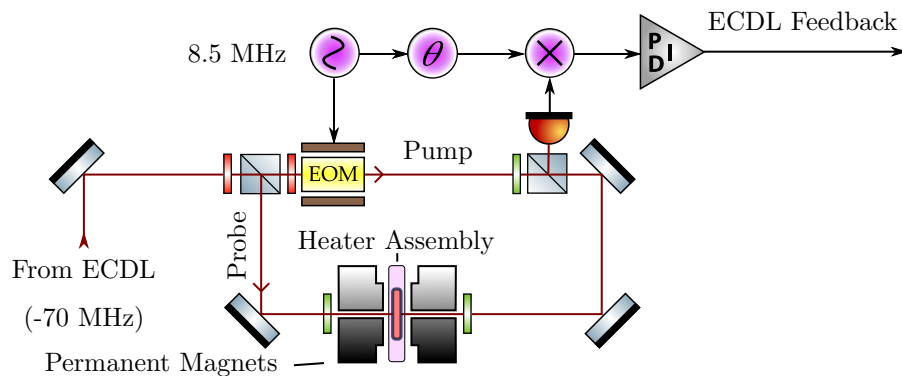 ECDL Feedback
8.5 MHz
θ
P
I
D
Pump
EOM
Probe
Heater Assembly
From ECDL
(-70 MHz)
Permanent Magnets